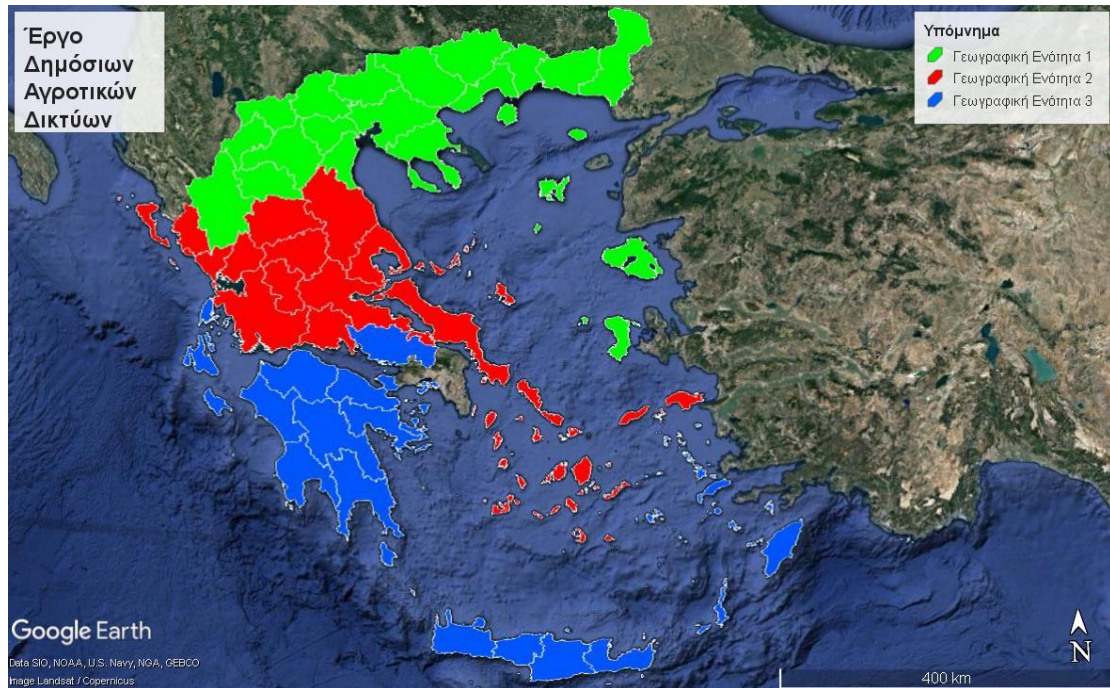 Έργο
Δημόσιων
Αγροτικών
Δικτύων
Υπόμνημα
Γεωγραφική Ενότητα 1
Γεωγραφική Ενότητα 2
Γεωγραφική Ενότητα 3
Google Earth
Data SIO, NOAA, U.S. Navy, NGA, GEBCO
Image Landsat / Copernicus
N
400 km